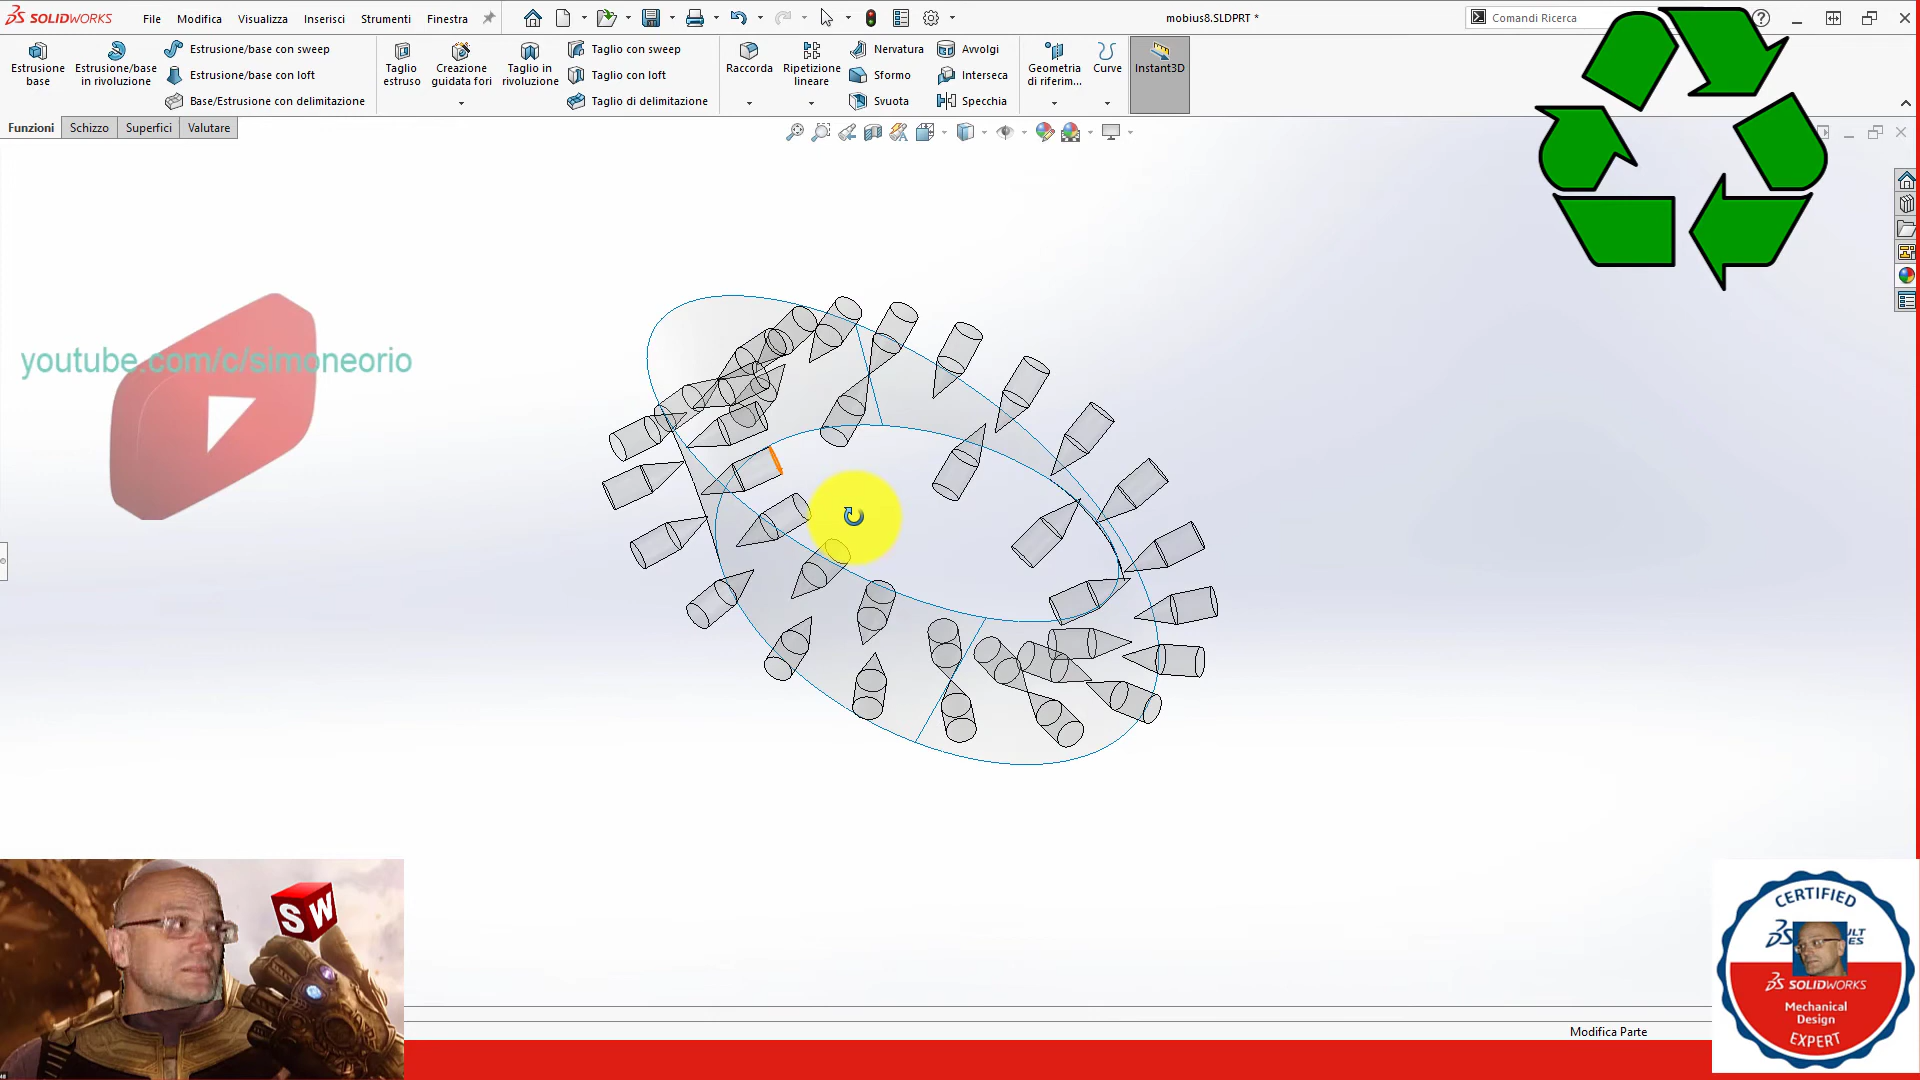 SOLIDWORKS
File
Modifica
Visualizza
Inserisci
Strumenti
Finestra
mobius8.SLDPRT *
Comandi Ricerca
Estrusione
base
Estrusione/base
in rivoluzione
Estrusione/base con sweep
Estrusione/base con loft
Base/Estrusione con delimitazione
Taglio
estruso
Creazione
guidata fori
Taglio in
rivoluzione
Taglio con sweep
Taglio con loft
Taglio di delimitazione
Raccorda
Ripetizione
lineare
Nervatura
Sformo
Svuota
Avvolgi
Interseca
Specchia
Geometria
di riferim...
Curve
Instant3D
Funzioni
Schizzo
Superfici
Valutare
youtube.com/c/simoneorio
S W
CERTIFIED
SOLIDWORKS
Mechanical
Design
EXPERT
Modifica Parte